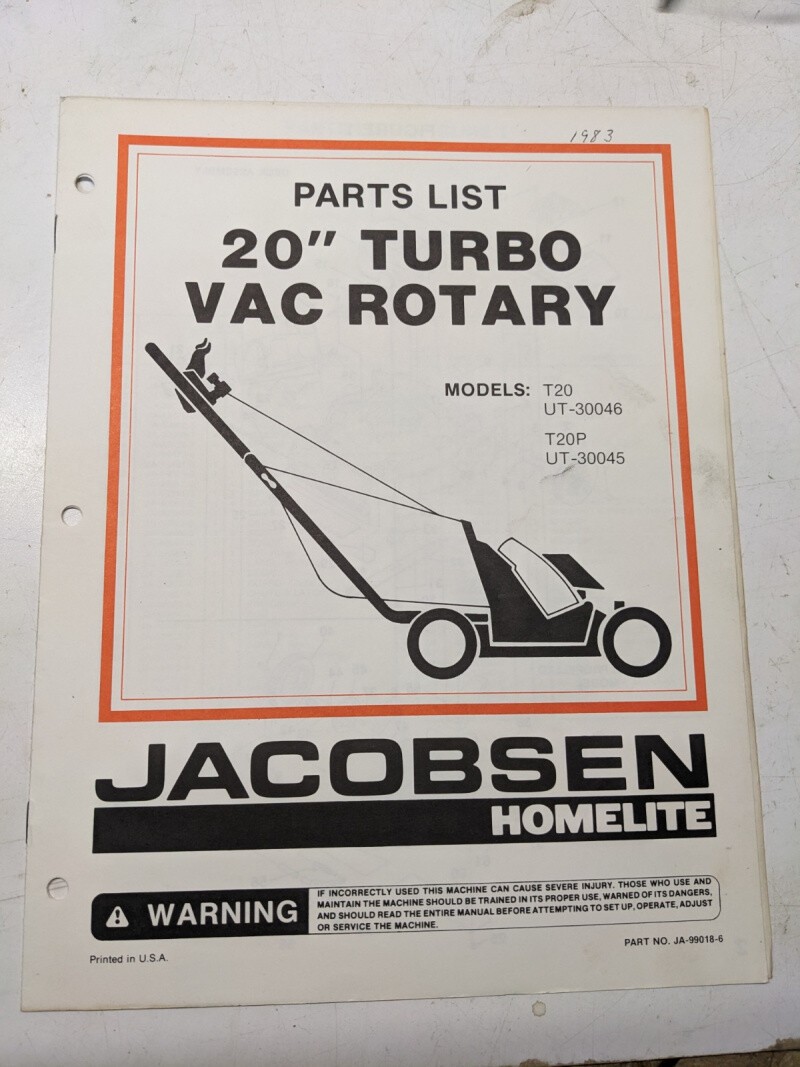 1983
PARTS LIST
20" TURBO
VAC ROTARY
MODELS: T20
UT-30046
T20P
UT-30045
JACOBSEN
HOMELITE
WARNING
IF INCORRECTLY USED THIS MACHINE CAN CAUSE SEVERE INJURY. THOSE WHO USE AND
MAINTAIN THE MACHINE SHOULD BE TRAINED IN ITS PROPER USE, WARNED OF ITS DANGERS,
AND SHOULD READ THE ENTIRE MANUAL BEFORE ATTEMPTING TO SET UP, OPERATE, ADJUST
OR SERVICE THE MACHINE.
PART NO. JA-99018-6
Printed in U.S.A.